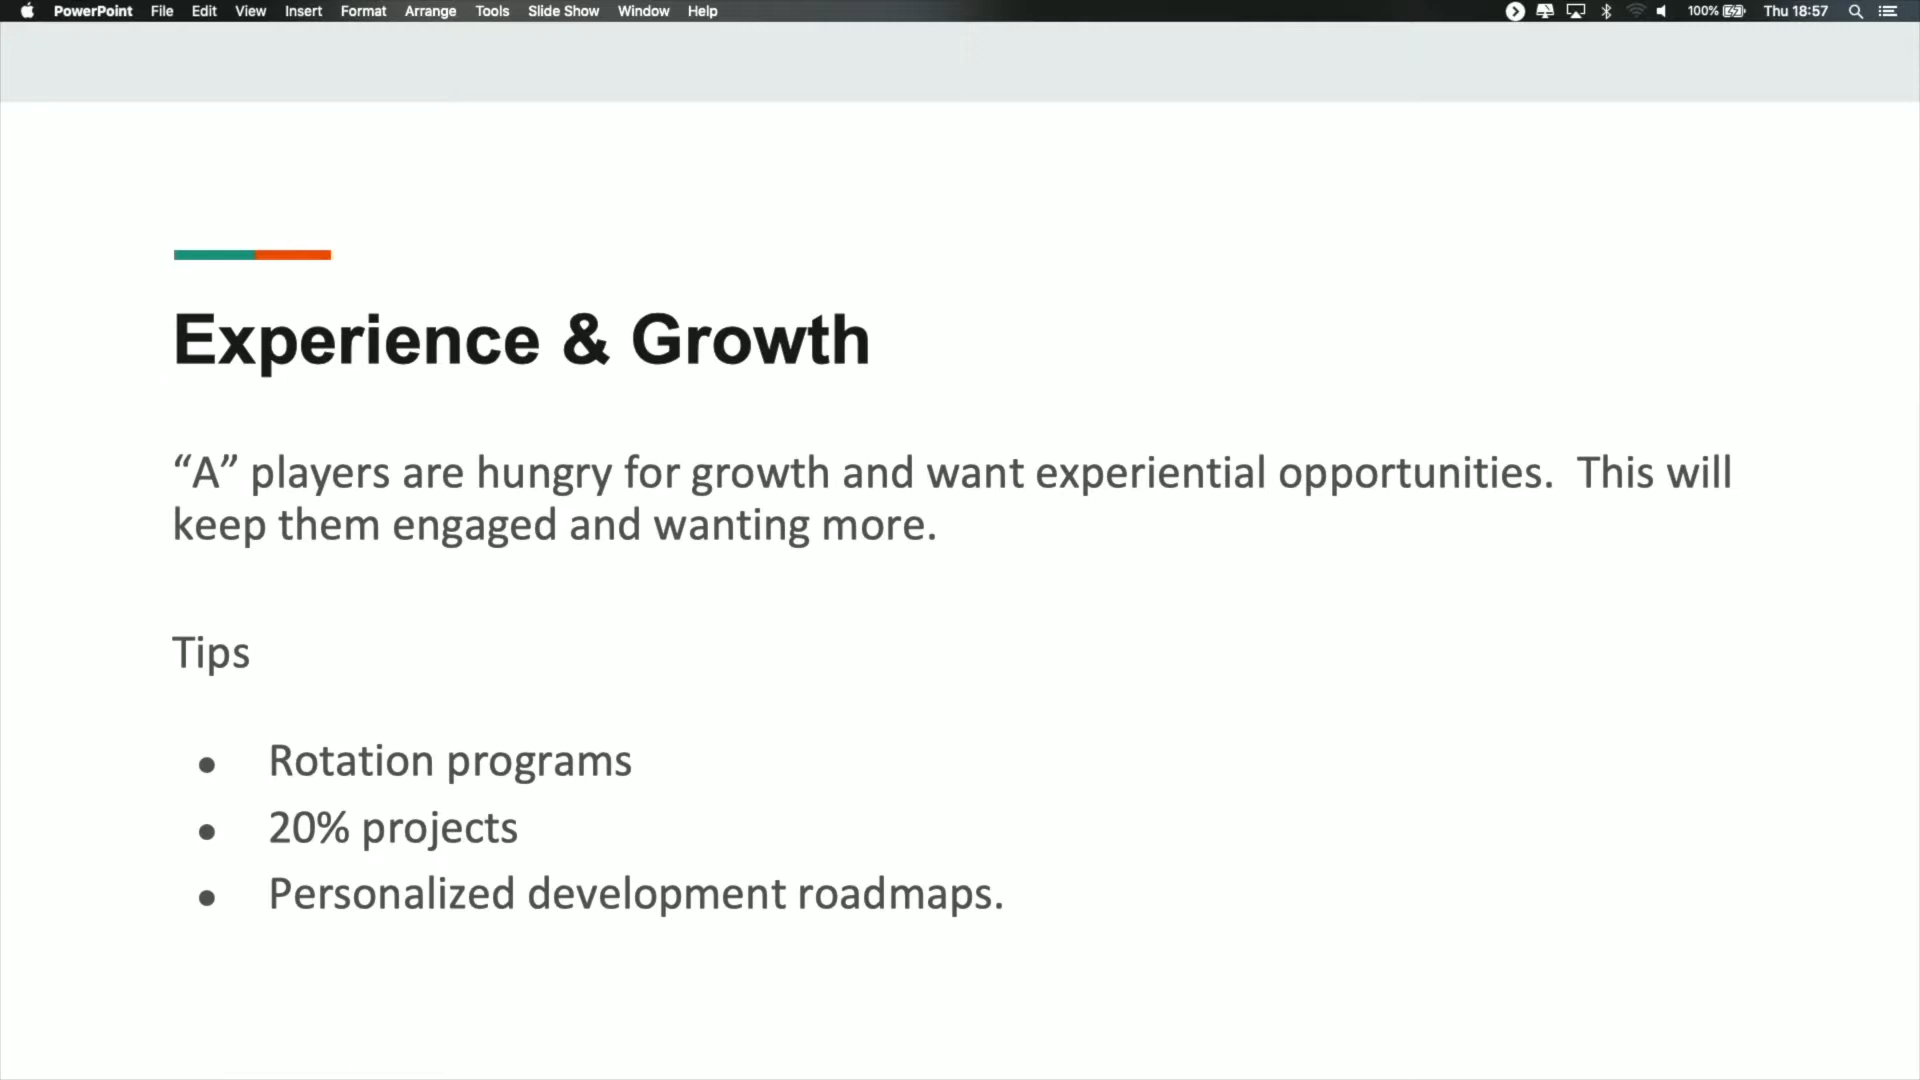 PowerPoint File Edit View Insert Format Arrange Tools Slide Show Window Help 100% Thu 18:57
Experience & Growth
“A” players are hungry for growth and want experiential opportunities.  This will
keep them engaged and wanting more.
Tips
● Rotation programs
● 20% projects
● Personalized development roadmaps.